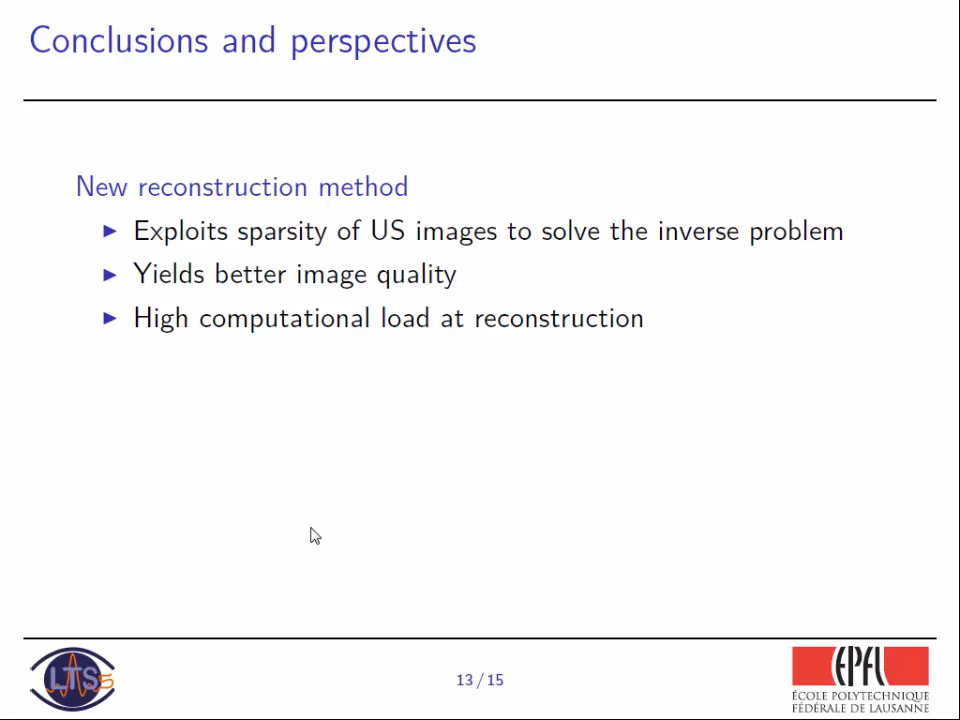 Conclusions and perspectives
New reconstruction method
Exploits sparsity of US images to solve the inverse problem
Yields better image quality
High computational load at reconstruction
LTS5
13 / 15
EPFL
ÉCOLE POLYTECHNIQUE
FÉDÉRALE DE LAUSANNE